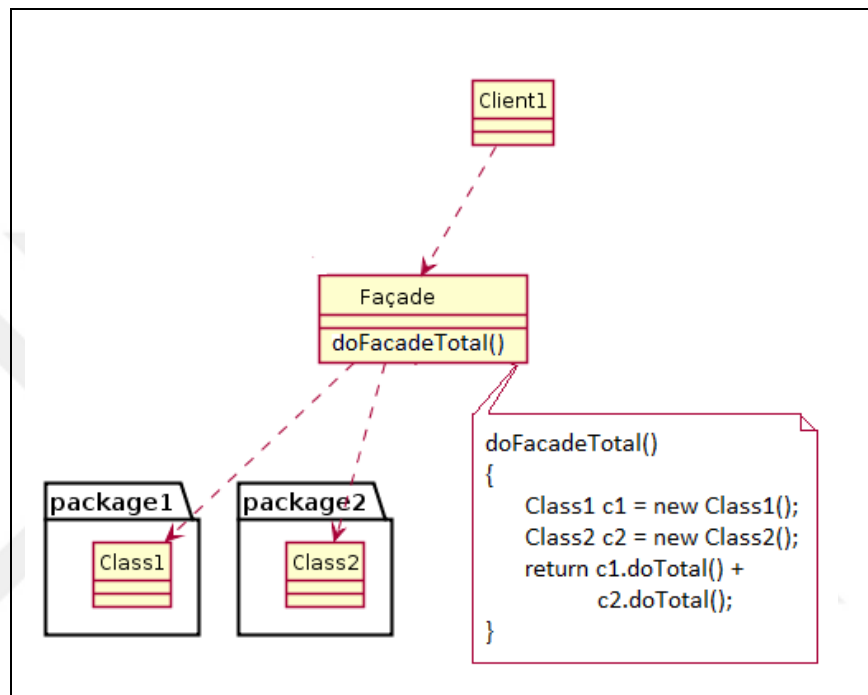 Client1
Façade
doFacadeTotal()
package1
Class1
package2
Class2
doFacadeTotal()
{
Class1 c1 = new Class1();
Class2 c2 = new Class2();
return c1.doTotal() +
c2.doTotal();
}